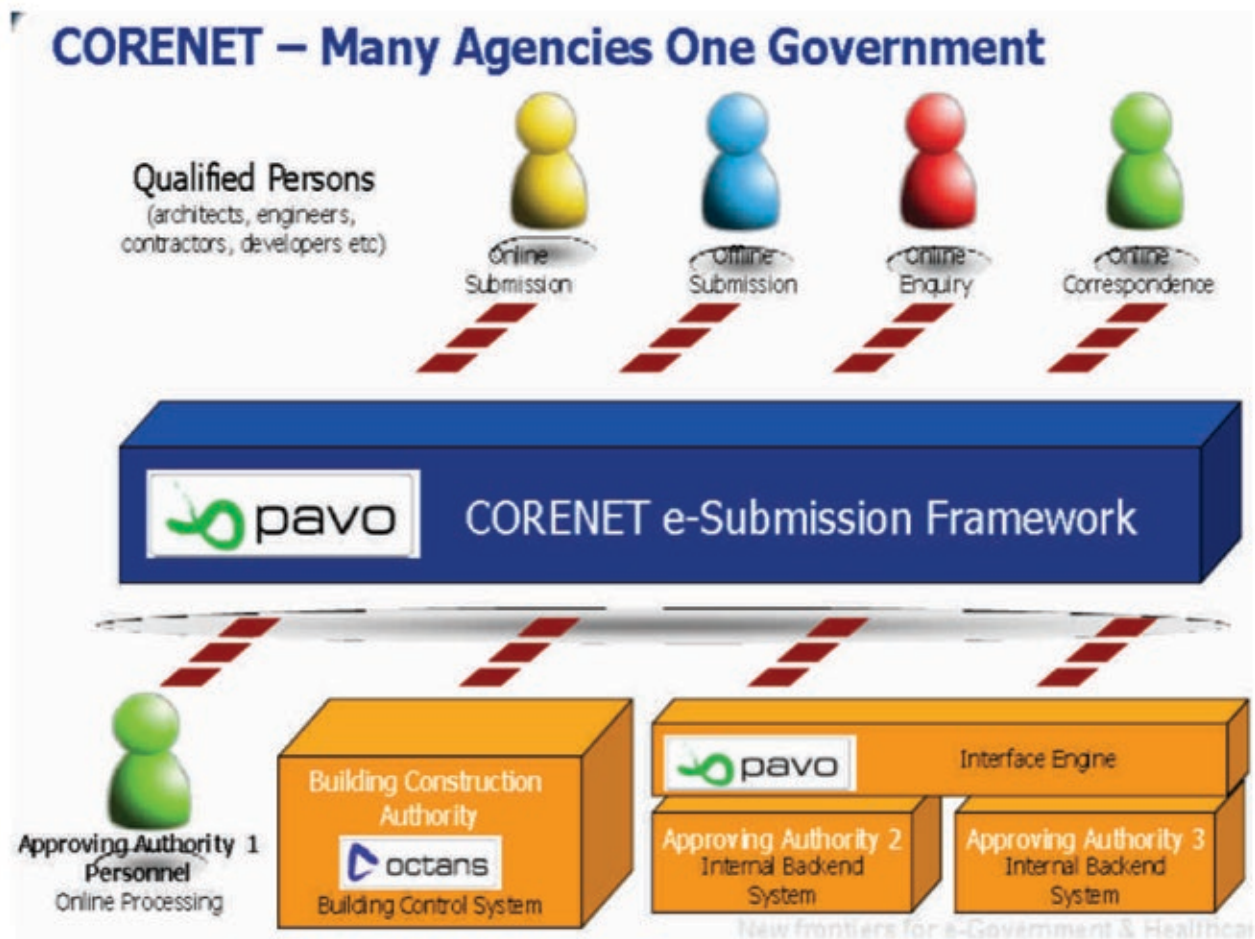 CORENET – Many Agencies One Government
Qualified Persons
(architects, engineers,
contractors, developers etc)
Online
Submission
Offline
Submission
Online
Enquiry
Online
Correspondence
pavo
CORENET e-Submission Framework
Approving Authority 1
Personnel
Online Processing
Building Construction
Authority
octans
Building Control System
pavo
Interface Engine
Approving Authority 2
Internal Backend
System
Approving Authority 3
Internal Backend
System
New frontiers for e-Government & Healthcar